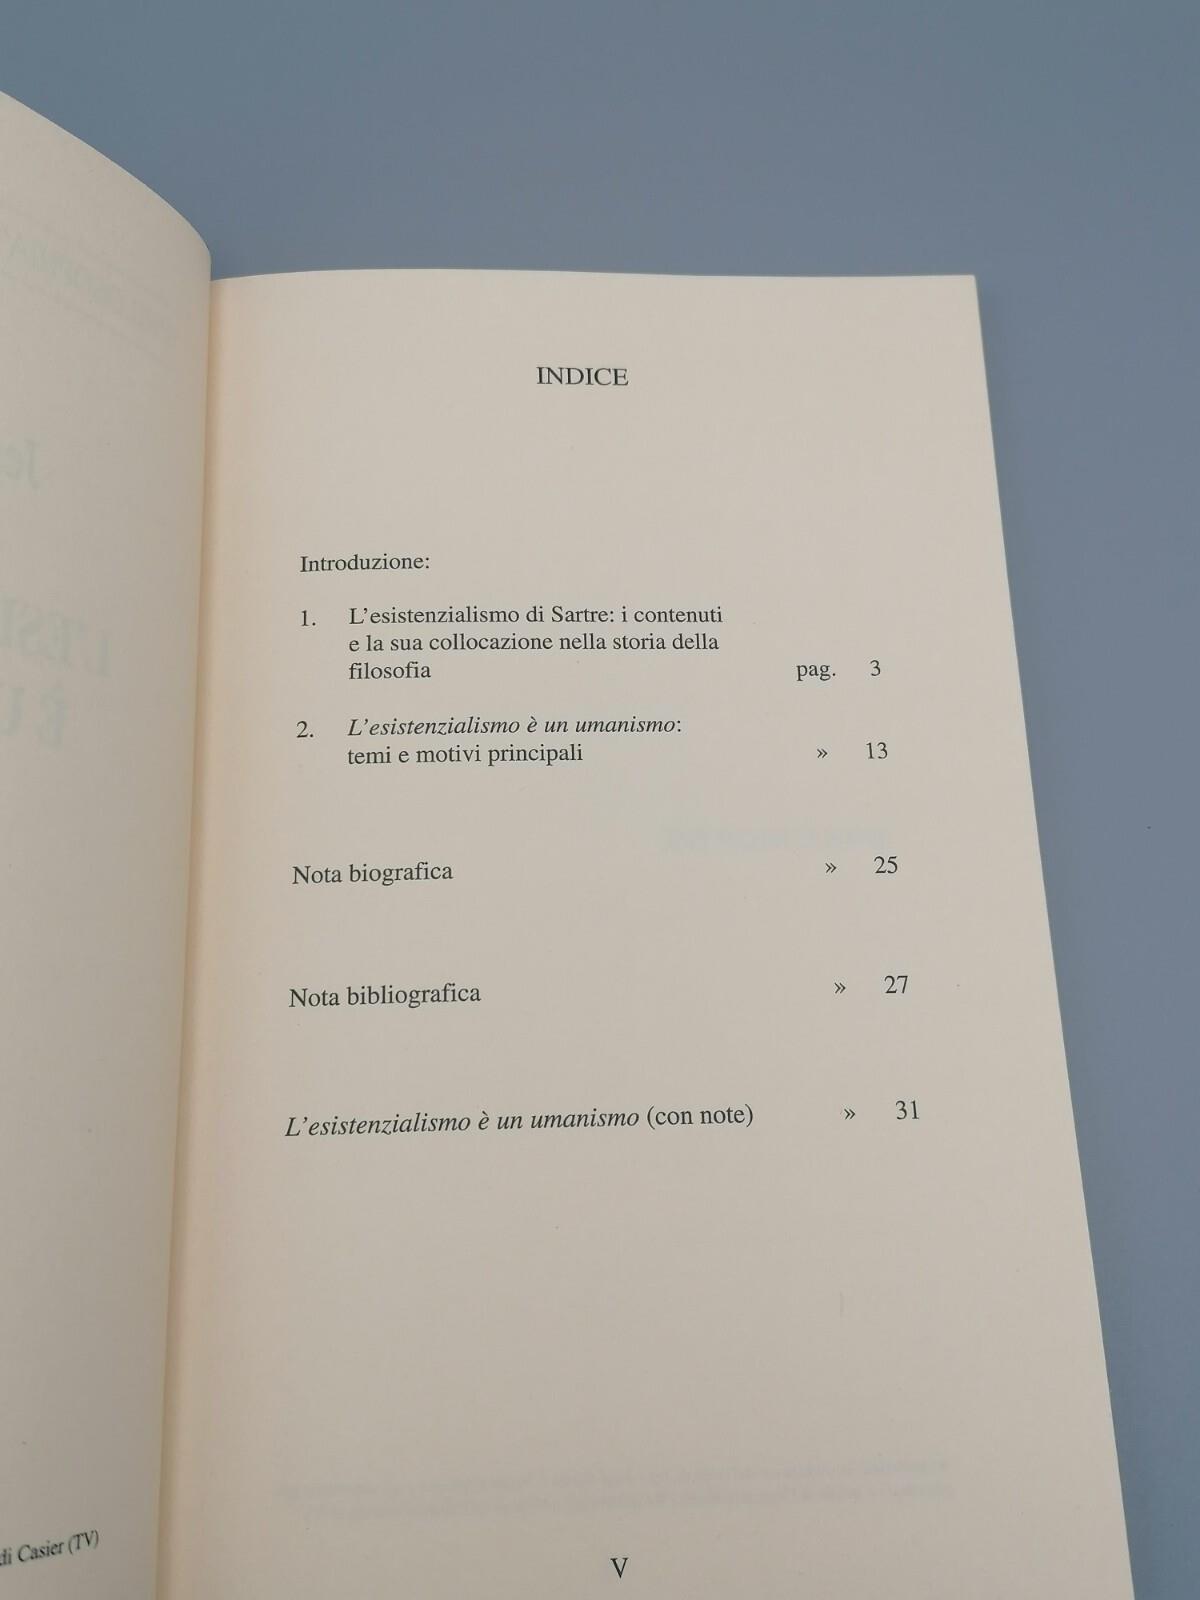 INDICE
Introduzione:
1. L'esistenzialismo di Sartre: i contenuti
e la sua collocazione nella storia della
filosofia pag. 3
2. L'esistenzialismo è un umanismo:
temi e motivi principali » 13
Nota biografica » 25
Nota bibliografica » 27
L'esistenzialismo è un umanismo (con note) » 31
V
di Casier (TV)